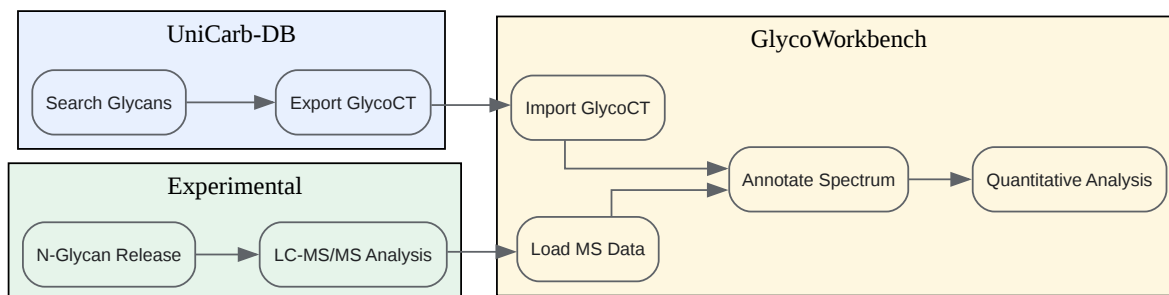 UniCarb-DB
Search Glycans
Export GlycoCT
Experimental
N-Glycan Release
LC-MS/MS Analysis
GlycoWorkbench
Import GlycoCT
Load MS Data
Annotate Spectrum
Quantitative Analysis